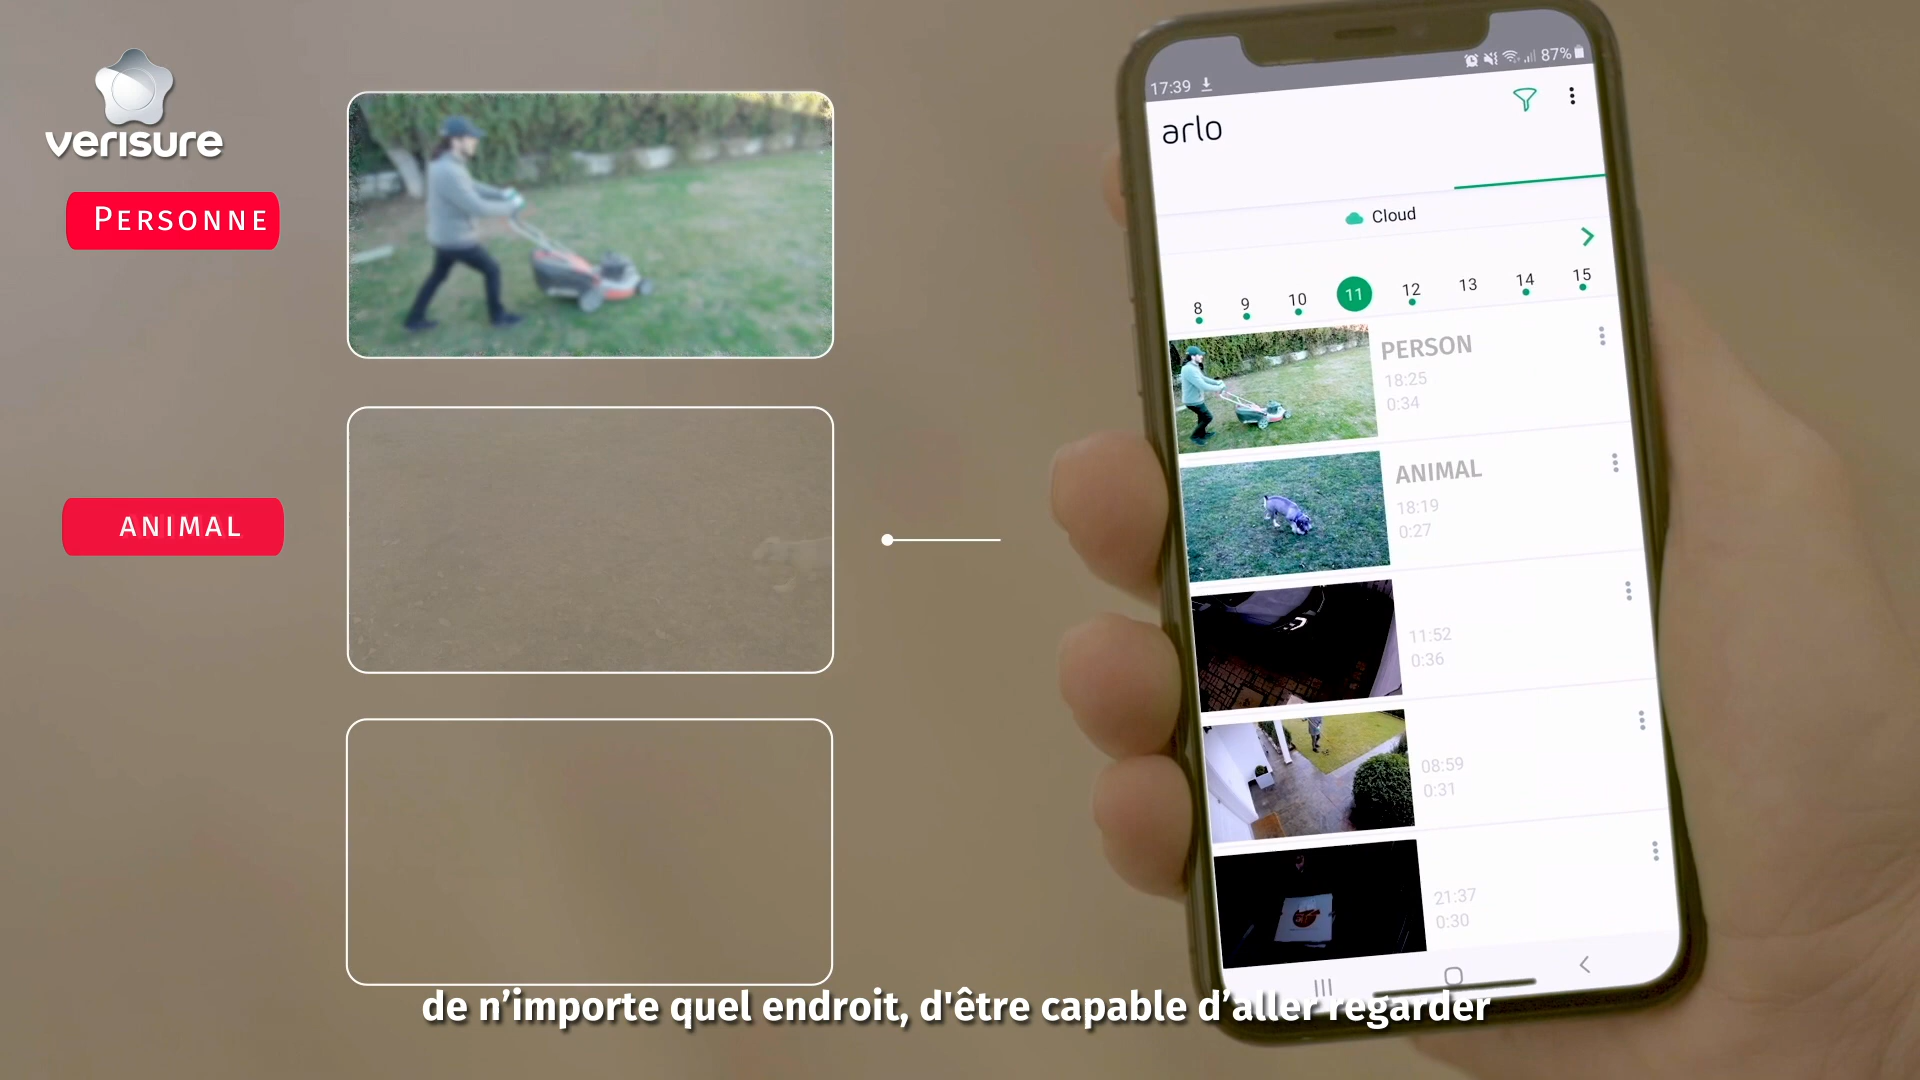 verisure
PERSONNE
ANIMAL
17:39
87%
arlo
Cloud
8 9 10 11 12 13 14 15
PERSON
18:25
0:34
ANIMAL
18:19
0:27
11:52
0:36
08:59
0:31
21:37
0:30
de n’importe quel endroit, d'être capable d’aller regarder